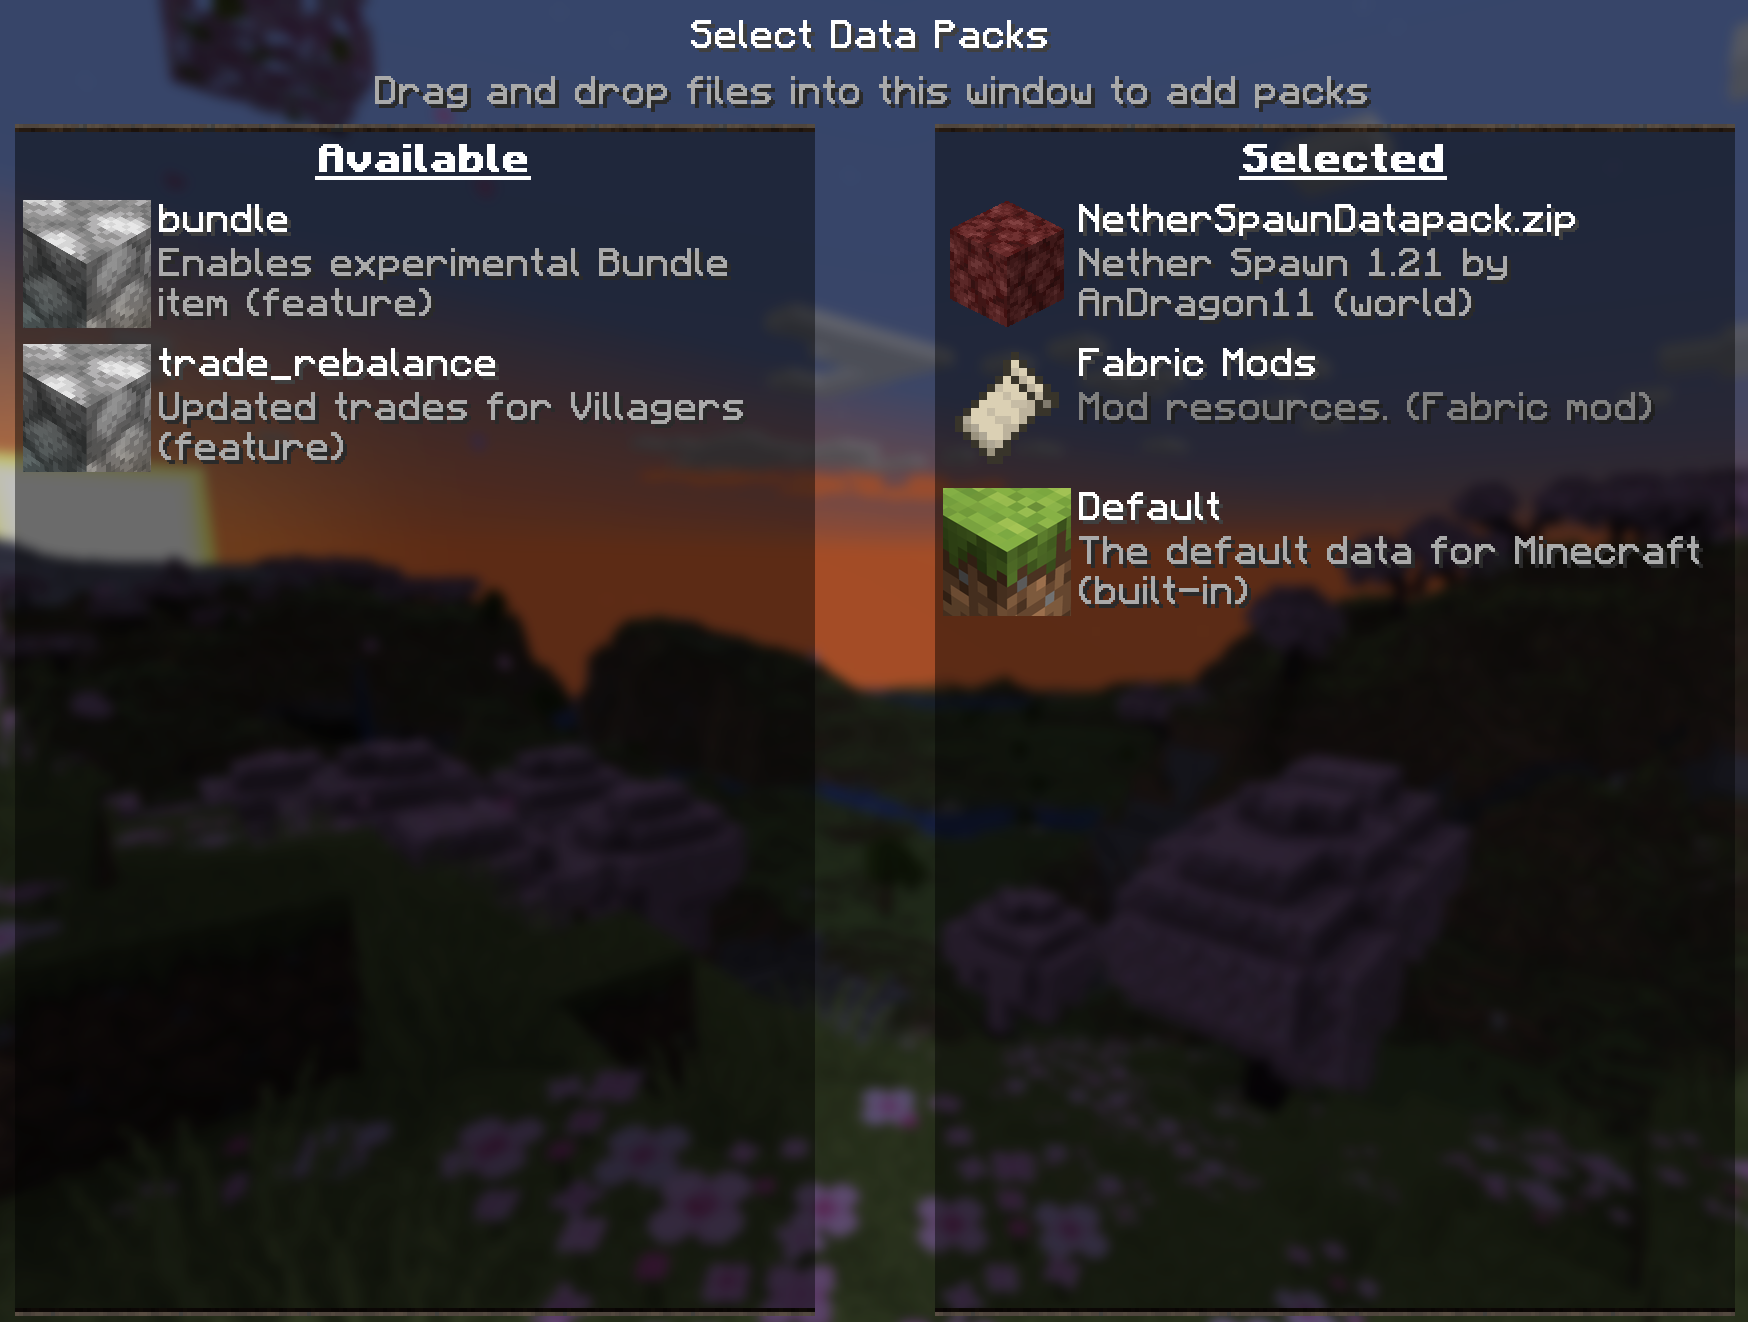 Select Data Packs
Drag and drop files into this window to add packs
Available
bundle
Enables experimental Bundle
item (feature)
trade_rebalance
Updated trades for Villagers
(feature)
Selected
NetherSpawnDatapack.zip
Nether Spawn 1.21 by
AnDragon11 (world)
Fabric Mods
Mod resources. (Fabric mod)
Default
The default data for Minecraft
(built-in)